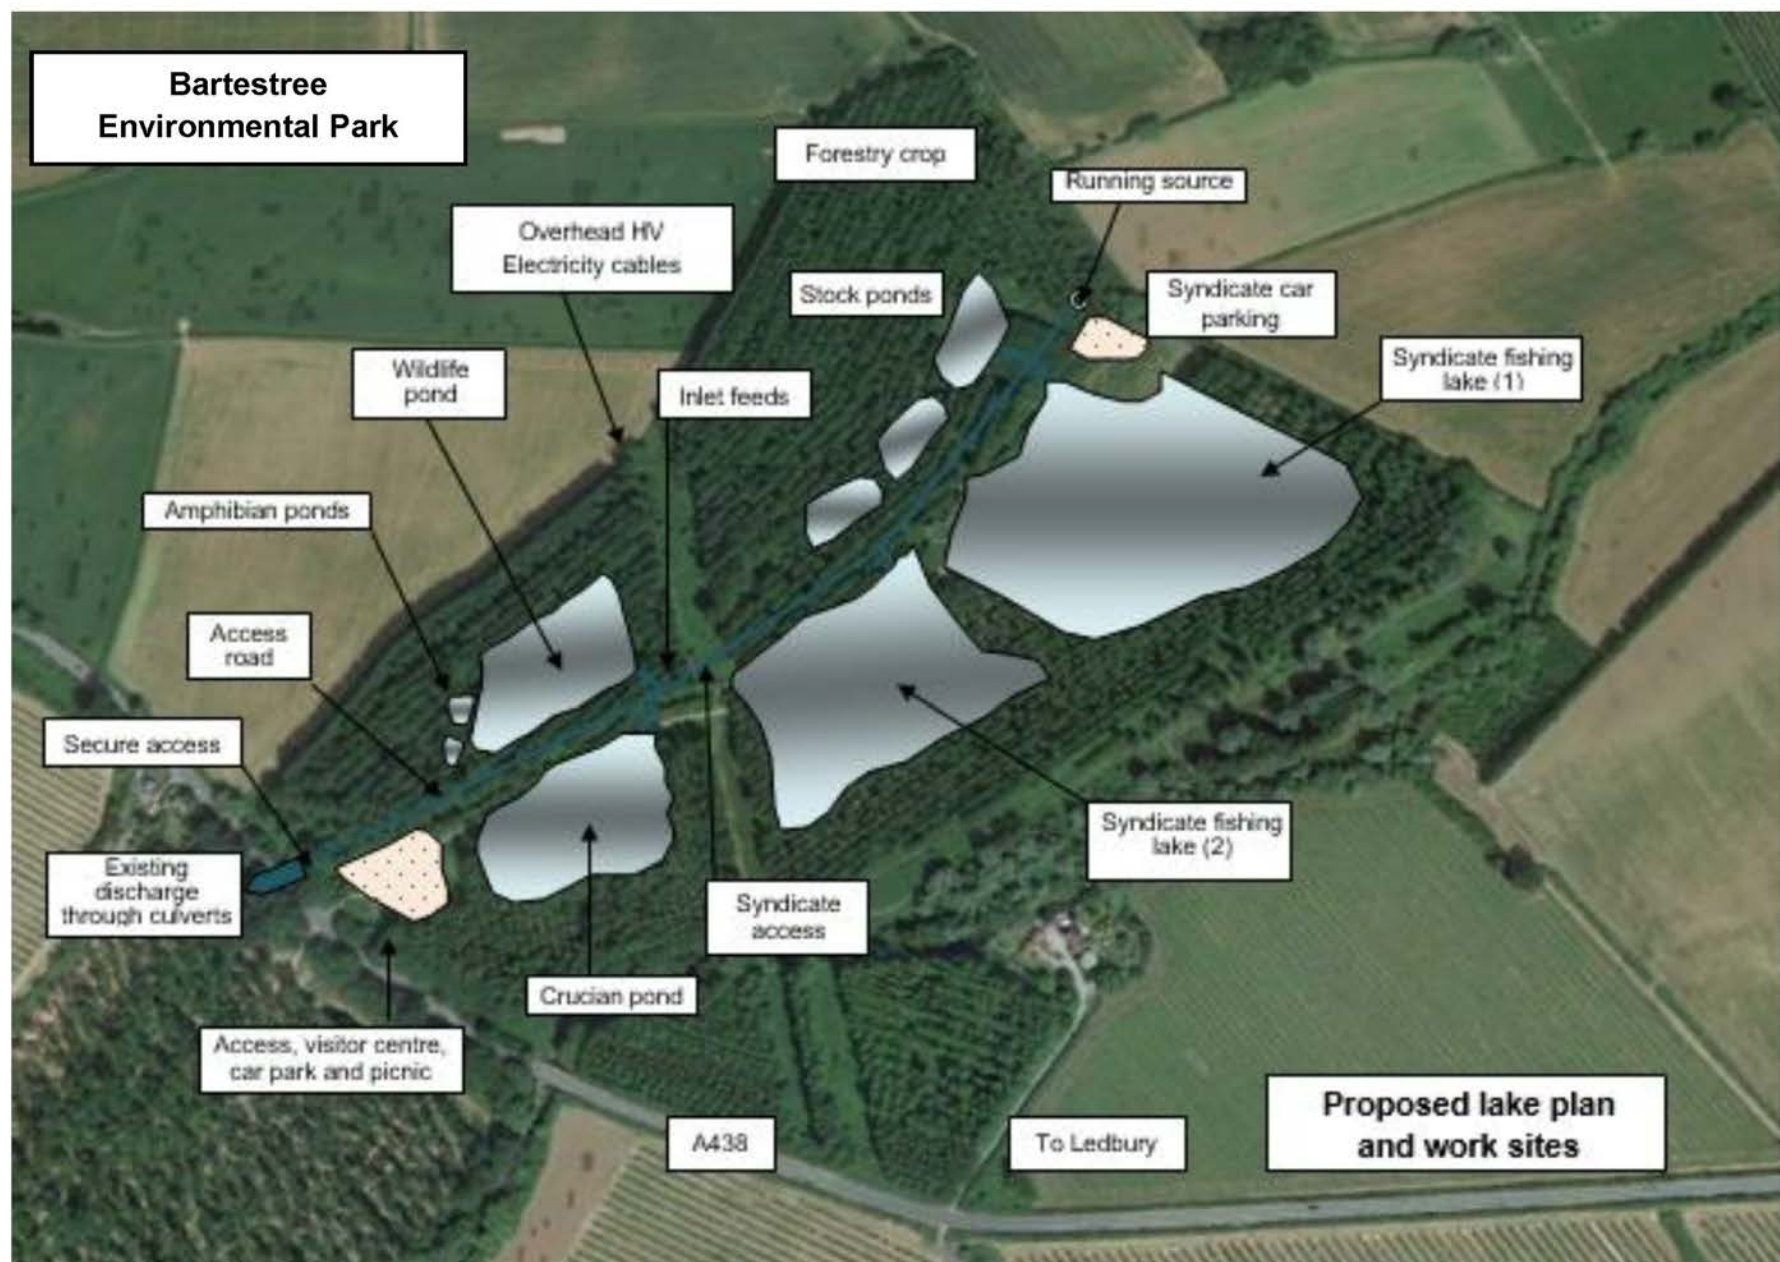 Bartestree
Environmental Park
Forestry crop
Running source
Overhead HV
Electricity cables
Stock ponds
Syndicate car
parking
Syndicate fishing
lake (1)
Wildlife
pond
Inlet feeds
Amphibian ponds
Access
road
Secure access
Existing
discharge
through culverts
Syndicate fishing
lake (2)
Syndicate
access
Crucian pond
Access, visitor centre,
car park and picnic
A438
To Ledbury
Proposed lake plan
and work sites